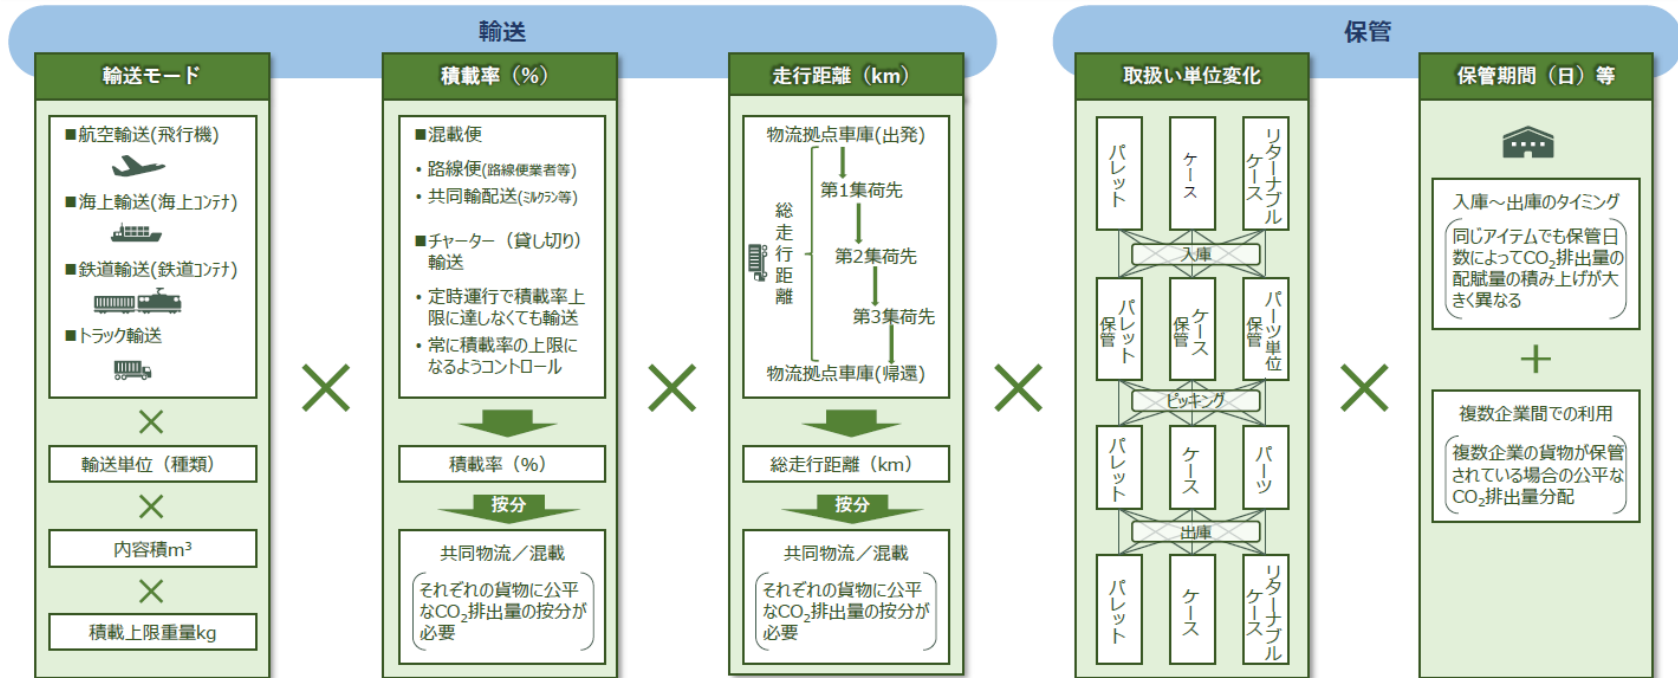 輸送
保管
輸送モード
■航空輸送(飛行機)
■海上輸送(海上ｺﾝﾃﾅ)
■鉄道輸送(鉄道ｺﾝﾃﾅ)
■トラック輸送
×
輸送単位（種類）
×
内容積m³
×
積載上限重量kg
×
積載率（%）
■混載便
・路線便(路線便業者等)
・共同輸配送(ﾐﾙｸﾗﾝ等)
■チャーター（貸し切り）
輸送
・定時運行で積載率上
限に達しなくても輸送
・常に積載率の上限に
なるようコントロール
積載率（%）
按分
共同物流／混載
それぞれの貨物に公平
なCO₂排出量の按分が
必要
×
走行距離（km）
物流拠点車庫(出発)
総走行距離
第1集荷先
第2集荷先
第3集荷先
物流拠点車庫(帰還)
総走行距離（km）
按分
共同物流／混載
それぞれの貨物に公平
なCO₂排出量の按分が
必要
×
取扱い単位変化
パレット
ケース
リターナブル
ケース
入庫
パレット
保管
ケース
保管
パーツ単位
保管
ピッキング
パレット
ケース
パーツ
出庫
パレット
ケース
リターナブル
ケース
×
保管期間（日）等
入庫～出庫のタイミング
同じアイテムでも保管日
数によってCO₂排出量の
配賦量の積み上げが大
きく異なる
＋
複数企業間での利用
複数企業の貨物が保管
されている場合の公平な
CO₂排出量分配